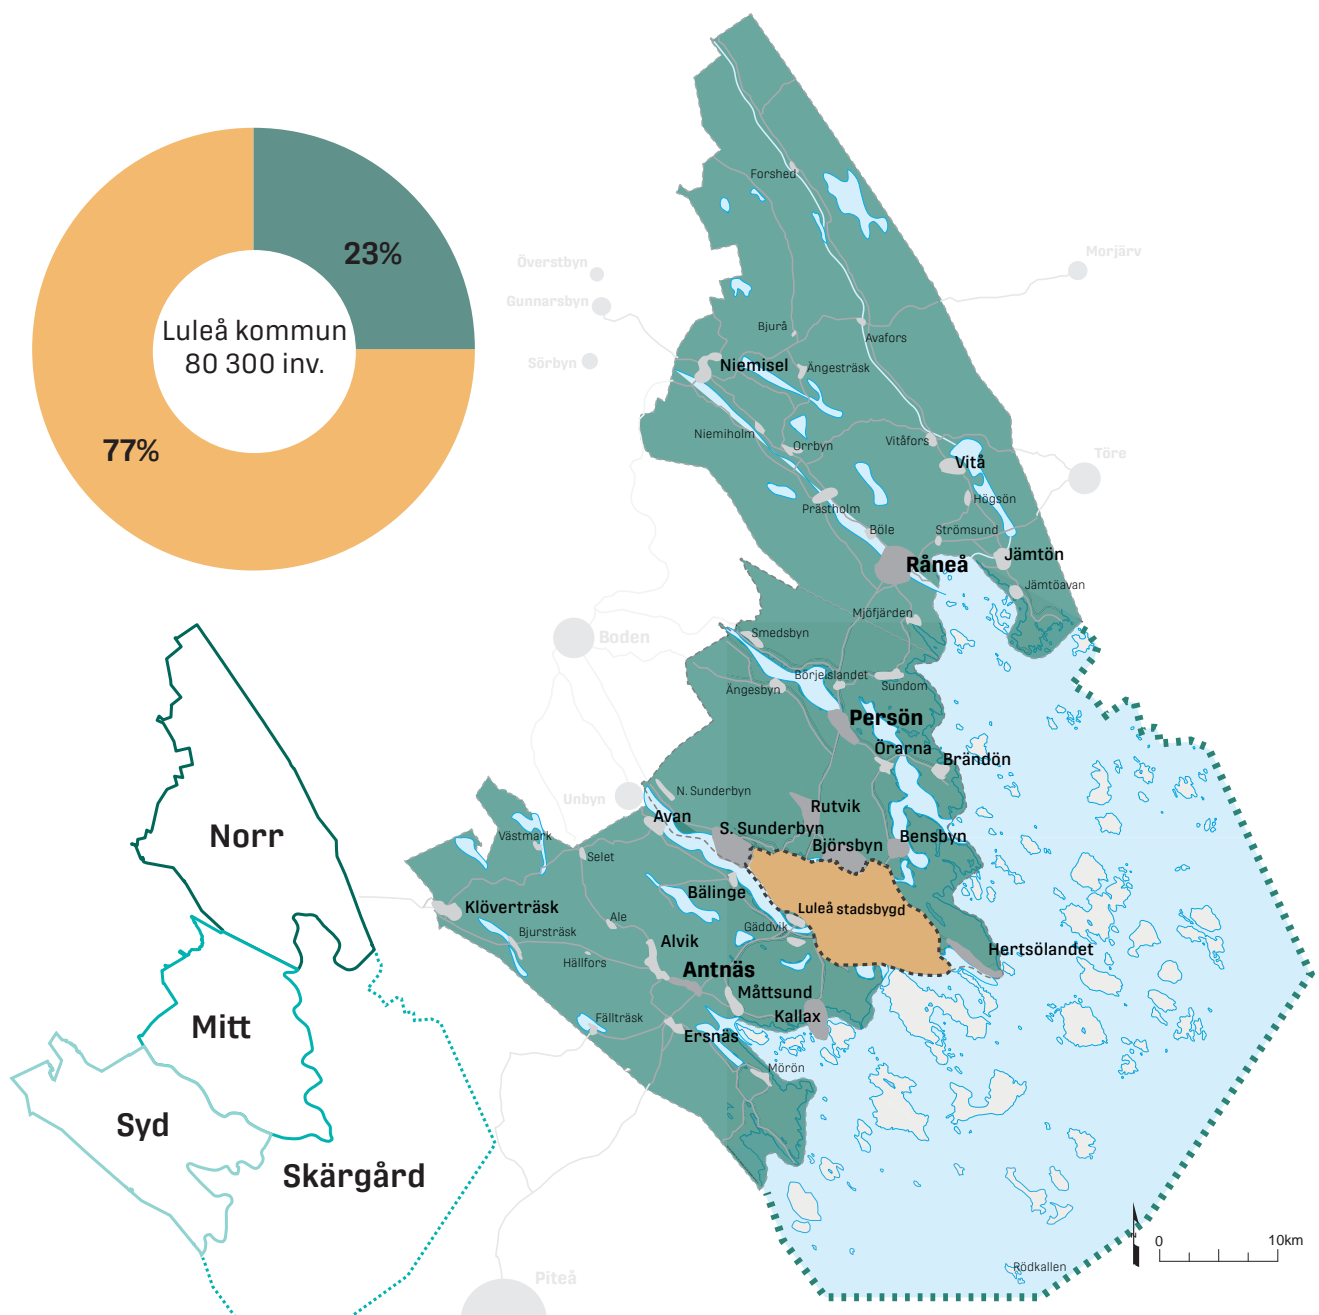 23%
Luleå kommun
80 300 inv.
77%
Forshed
Överstbyn
Morjärv
Gunnarsbyn
Bjurå
Avafors
Sörbyn
Niemisel
Ängesträsk
Niemiholm
Orrbyn
Vitåfors
Vitå
Töre
Högsön
Prästholm
Böle
Strömsund
Råneå
Jämtön
Jämtöavan
Mjöfjärden
Boden
Smedsbyn
Börjelslandet
Ängesbyn
Sundom
Persön
Örarna
Brändön
Unbyn
N. Sunderbyn
Rutvik
Avan
S. Sunderbyn
Björsbyn
Bensbyn
Västmark
Selet
Bälinge
Luleå stadsbygd
Klöverträsk
Ale
Gäddvik
Bjursträsk
Alvik
Hertsölandet
Hällfors
Antnäs
Måttsund
Kallax
Fällträsk
Ersnäs
Mörön
Norr
Mitt
Syd
Skärgård
0 10km
Rödkallen
Piteå